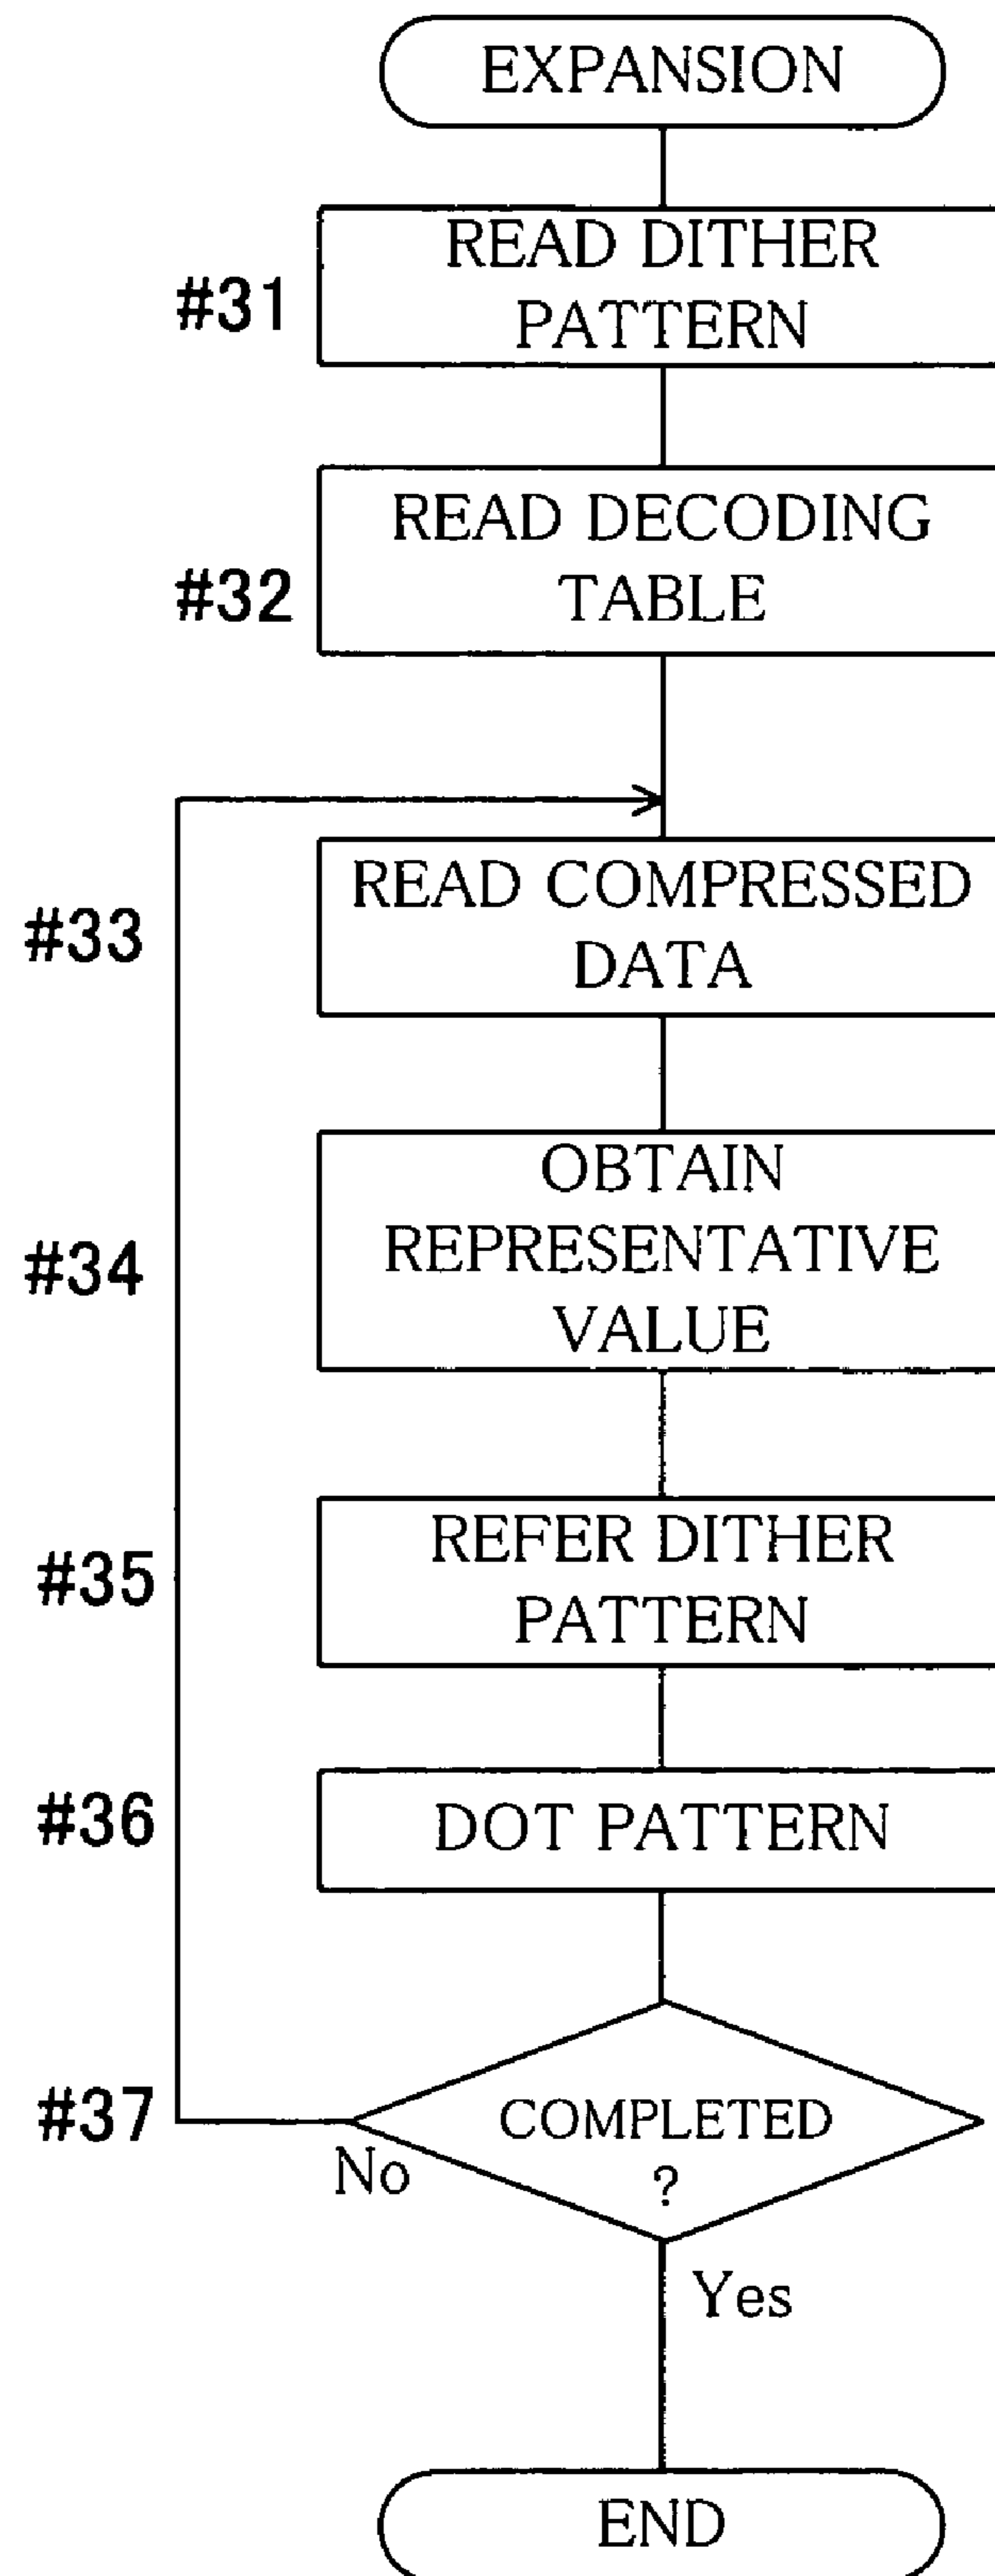 EXPANSION
READ DITHER
PATTERN
#31
READ DECODING
TABLE
#32
READ COMPRESSED
DATA
#33
OBTAIN
REPRESENTATIVE
VALUE
#34
REFER DITHER
PATTERN
#35
DOT PATTERN
#36
COMPLETED
?
#37
No
Yes
END